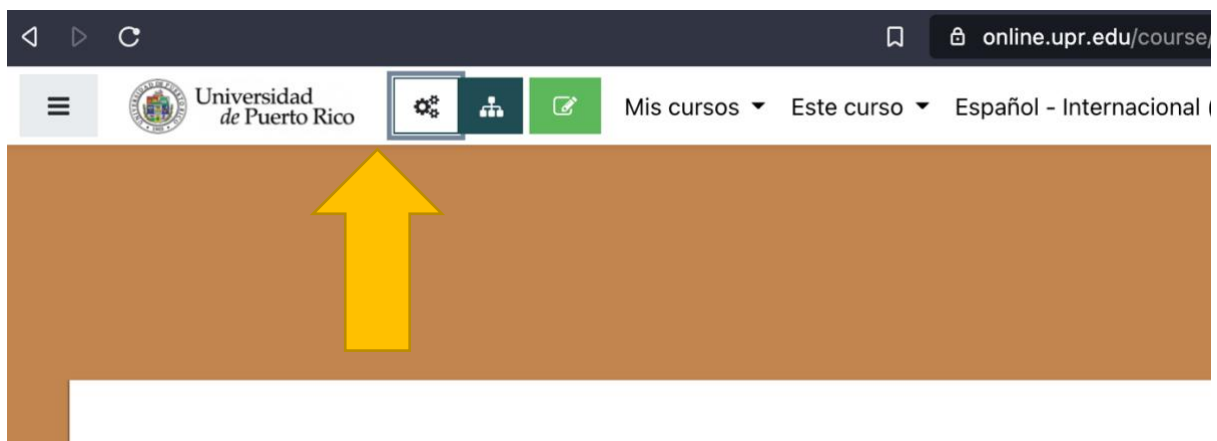 online.upr.edu/course/
Universidad
de Puerto Rico
Mis cursos Este curso Español - Internacional (